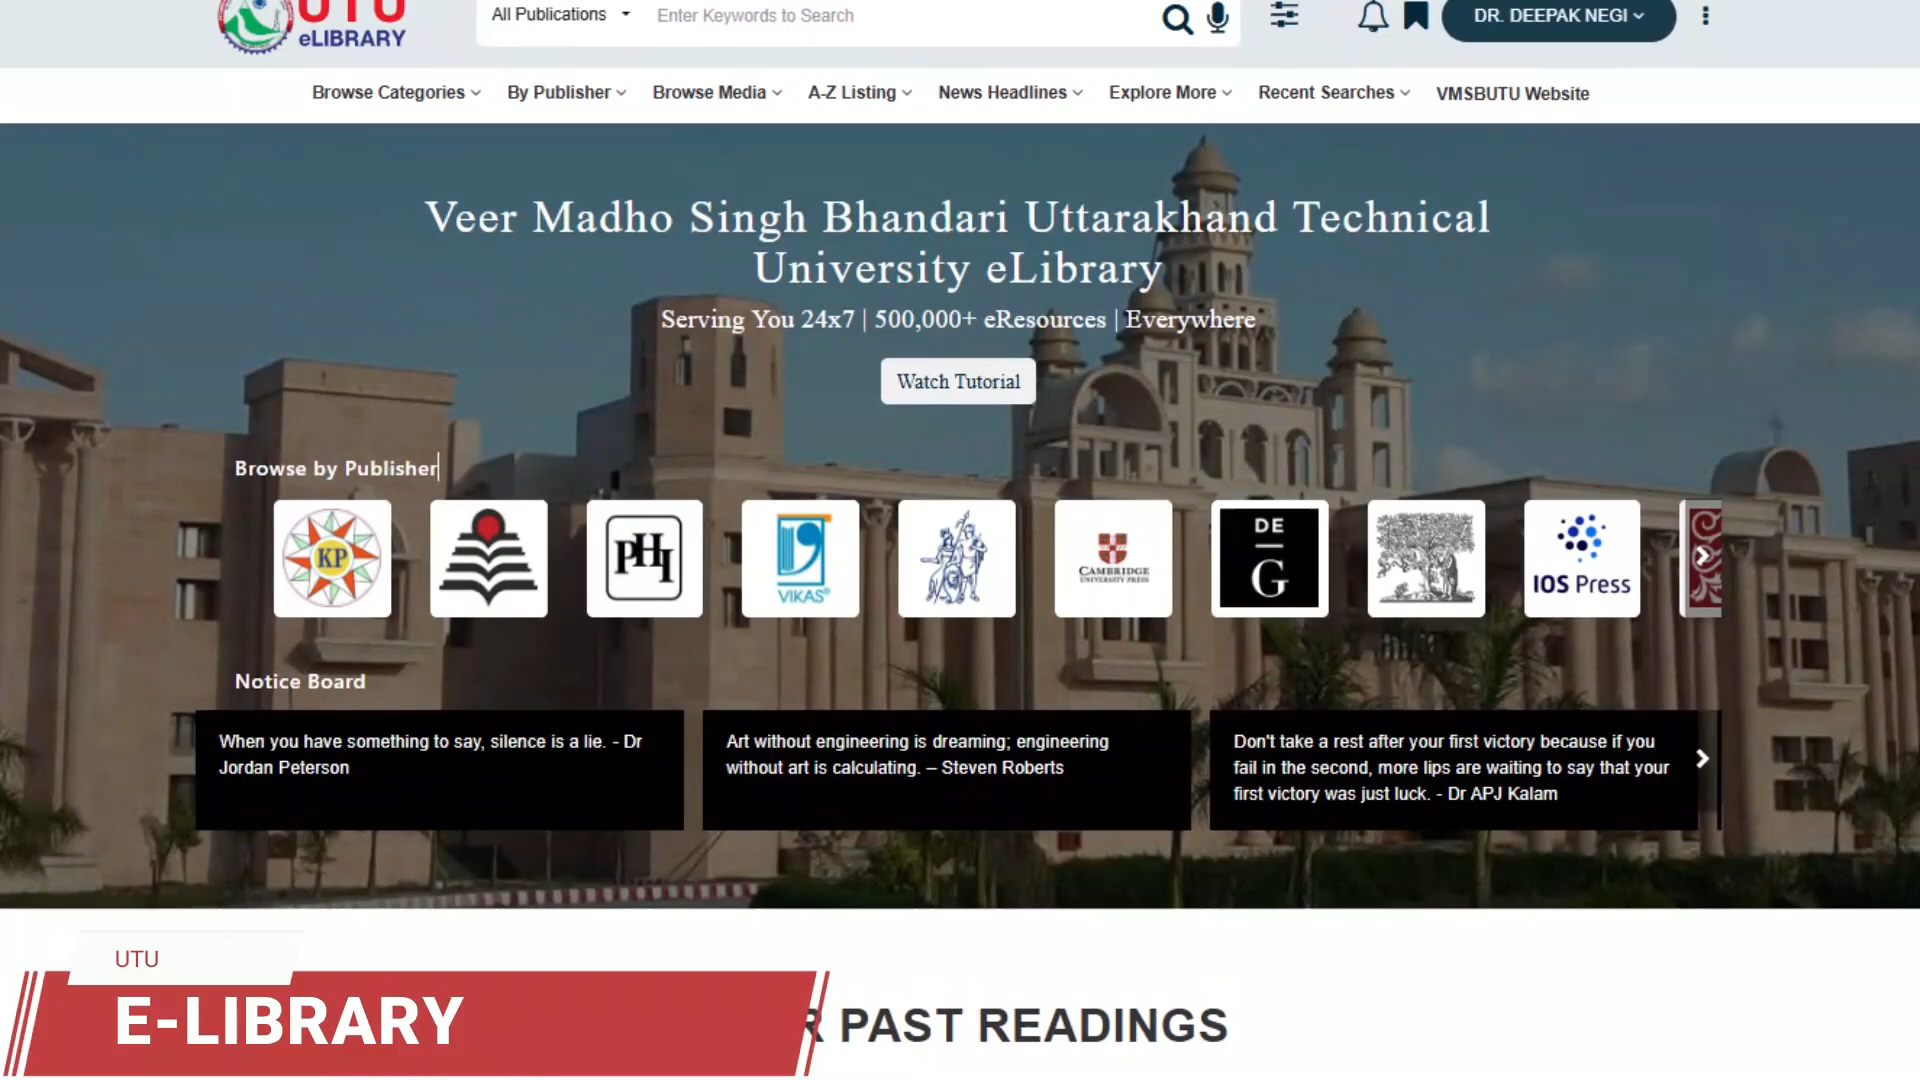 UTU
eLIBRARY
All Publications
Enter Keywords to Search
DR. DEEPAK NEGI
Browse Categories
By Publisher
Browse Media
A-Z Listing
News Headlines
Explore More
Recent Searches
VMSBUTU Website
Veer Madho Singh Bhandari Uttarakhand Technical
University eLibrary
Serving You 24x7 | 500,000+ eResources | Everywhere
Watch Tutorial
Browse by Publisher
KP
PHI
VIKAS®
CAMBRIDGE
UNIVERSITY PRESS
DE
G
IOS Press
Notice Board
When you have something to say, silence is a lie. - Dr
Jordan Peterson
Art without engineering is dreaming; engineering
without art is calculating. – Steven Roberts
Don't take a rest after your first victory because if you
fail in the second, more lips are waiting to say that your
first victory was just luck. - Dr APJ Kalam
UTU
E-LIBRARY
PAST READINGS